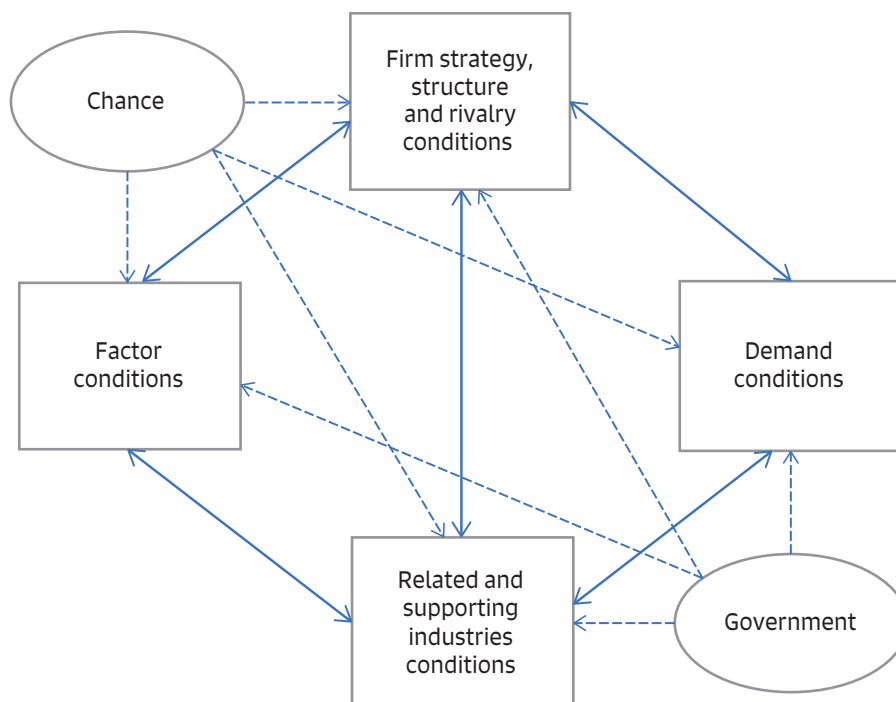 Chance
Firm strategy,
structure
and rivalry
conditions
Factor
conditions
Demand
conditions
Related and
supporting
industries
conditions
Government